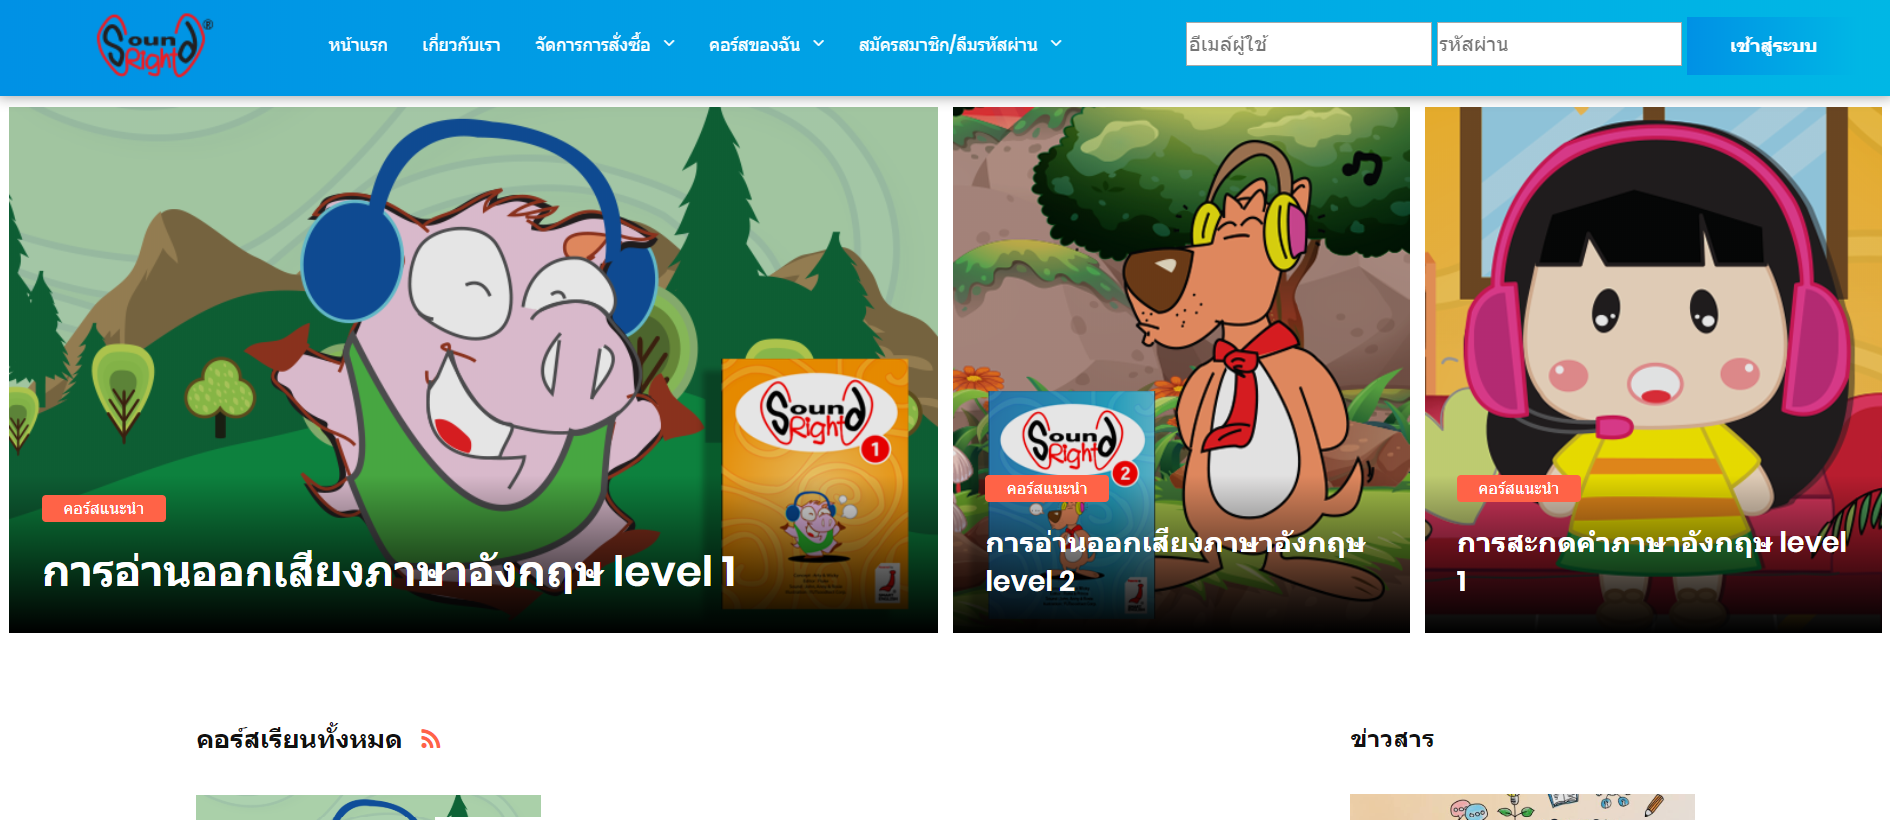 Sound Right ®
หน้าแรก
เกี่ยวกับเรา
จัดการการสั่งซื้อ
คอร์สของฉัน
สมัครสมาชิก/ลืมรหัสผ่าน
อีเมล์ผู้ใช้
รหัสผ่าน
เข้าสู่ระบบ
Sound Right
1
คอร์สแนะนำ
การอ่านออกเสียงภาษาอังกฤษ level 1
Sound Right
2
คอร์สแนะนำ
การอ่านออกเสียงภาษาอังกฤษ
level 2
คอร์สแนะนำ
การสะกดคำภาษาอังกฤษ level
1
คอร์สเรียนทั้งหมด
ข่าวสาร